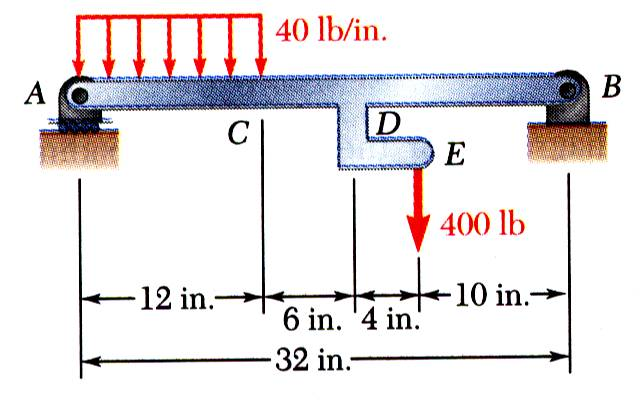 40 lb/in.
A
B
C
D
E
400 lb
12 in.
6 in.
4 in.
10 in.
32 in.